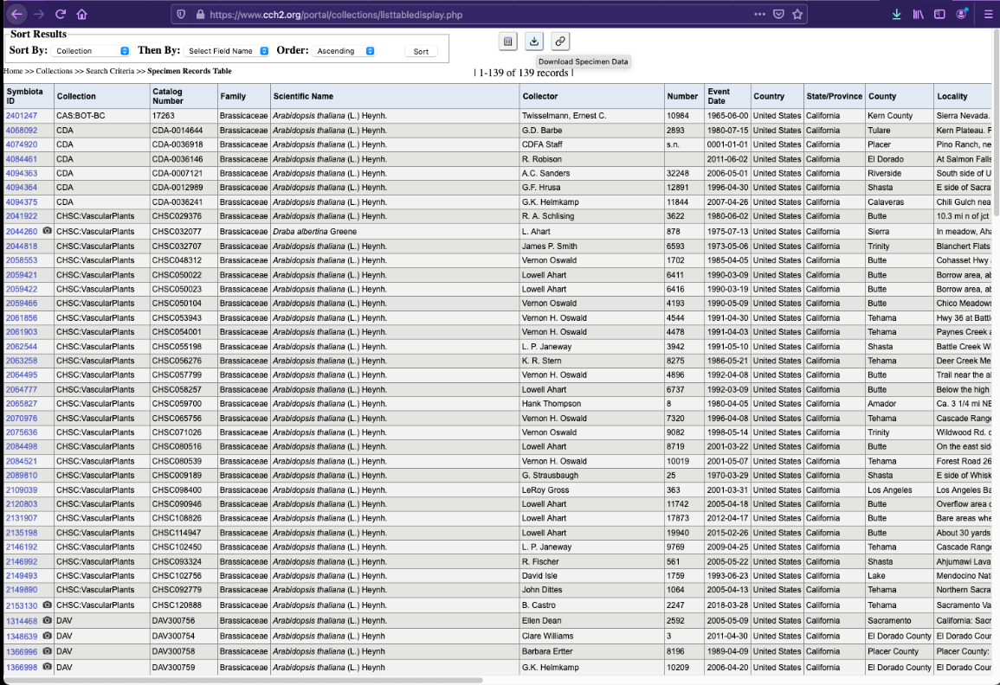 https://www.cch2.org/portal/collections/listtabledisplay.php
Sort Results
Sort By: Collection Then By: Select Field Name Order: Ascending Sort
Download Specimen Data
Home >> Collections >> Search Criteria >> Specimen Records Table
| 1-139 of 139 records |
Symbiota ID Collection Catalog Number Family Scientific Name Collector Number Event Date Country State/Province County Locality
2401247 CAS:BOT-BC 17263 Brassicaceae Arabidopsis thaliana (L.) Heynh. Twisselmann, Ernest C. 10984 1965-06-00 United States California Kern County Sierra Nevada.
4068092 CDA CDA-0014644 Brassicaceae Arabidopsis thaliana (L.) Heynh. G.D. Barbe 2893 1980-07-15 United States California Tulare Kern Plateau. F
4074920 CDA CDA-0036918 Brassicaceae Arabidopsis thaliana (L.) Heynh. CDFA Staff s.n. 0001-01-01 United States California Placer Pino Ranch, ne
4084461 CDA CDA-0036146 Brassicaceae Arabidopsis thaliana (L.) Heynh. R. Robison 2011-06-02 United States California El Dorado At Salmon Falls
4094363 CDA CDA-0007121 Brassicaceae Arabidopsis thaliana (L.) Heynh. A.C. Sanders 32248 2006-05-01 United States California Riverside South side of U
4094364 CDA CDA-0012989 Brassicaceae Arabidopsis thaliana (L.) Heynh. G.F. Hrusa 12891 1996-04-30 United States California Shasta E side of Sacra
4094375 CDA CDA-0036241 Brassicaceae Arabidopsis thaliana (L.) Heynh. G.K. Helmkamp 11844 2007-04-26 United States California Calaveras Chili Gulch nea
2041922 CHSC:VascularPlants CHSC029376 Brassicaceae Arabidopsis thaliana (L.) Heynh. R. A. Schlising 3622 1980-06-02 United States California Butte 10.3 mi n of jct
2044260 CHSC:VascularPlants CHSC032077 Brassicaceae Draba albertina Greene L. Ahart 878 1975-07-13 United States California Sierra In meadow, Aha
2044818 CHSC:VascularPlants CHSC032707 Brassicaceae Arabidopsis thaliana (L.) Heynh. James P. Smith 6593 1973-05-06 United States California Trinity Blanchert Flats
2058553 CHSC:VascularPlants CHSC048312 Brassicaceae Arabidopsis thaliana (L.) Heynh. Vernon Oswald 1702 1985-04-05 United States California Butte Cohasset Hwy
2059421 CHSC:VascularPlants CHSC050022 Brassicaceae Arabidopsis thaliana (L.) Heynh. Lowell Ahart 6411 1990-03-09 United States California Butte Borrow area, ab
2059422 CHSC:VascularPlants CHSC050023 Brassicaceae Arabidopsis thaliana (L.) Heynh. Lowell Ahart 6416 1990-03-19 United States California Butte Borrow area, ab
2059466 CHSC:VascularPlants CHSC050104 Brassicaceae Arabidopsis thaliana (L.) Heynh. Vernon Oswald 4193 1990-05-09 United States California Butte Chico Meadows
2061856 CHSC:VascularPlants CHSC053943 Brassicaceae Arabidopsis thaliana (L.) Heynh. Vernon H. Oswald 4544 1991-04-30 United States California Tehama Hwy 36 at Battl
2061903 CHSC:VascularPlants CHSC054001 Brassicaceae Arabidopsis thaliana (L.) Heynh. Vernon H. Oswald 4478 1991-04-03 United States California Tehama Paynes Creek a
2062544 CHSC:VascularPlants CHSC055198 Brassicaceae Arabidopsis thaliana (L.) Heynh. L. P. Janeway 3942 1991-05-10 United States California Shasta Battle Creek W
2063258 CHSC:VascularPlants CHSC056276 Brassicaceae Arabidopsis thaliana (L.) Heynh. K. R. Stern 8275 1986-05-21 United States California Tehama Deer Creek Me
2064495 CHSC:VascularPlants CHSC057799 Brassicaceae Arabidopsis thaliana (L.) Heynh. Vernon H. Oswald 4896 1992-04-08 United States California Butte Trail near the a
2064777 CHSC:VascularPlants CHSC058257 Brassicaceae Arabidopsis thaliana (L.) Heynh. Lowell Ahart 6737 1992-03-09 United States California Butte Below the high
2065827 CHSC:VascularPlants CHSC059700 Brassicaceae Arabidopsis thaliana (L.) Heynh. Hank Thompson 8 1980-04-05 United States California Amador Ca. 3 1/4 mi NE
2070976 CHSC:VascularPlants CHSC065756 Brassicaceae Arabidopsis thaliana (L.) Heynh. Vernon H. Oswald 7320 1996-04-08 United States California Tehama Cascade Range
2075636 CHSC:VascularPlants CHSC071026 Brassicaceae Arabidopsis thaliana (L.) Heynh. Vernon Oswald 9082 1998-05-14 United States California Trinity Wildwood Rd. c
2084498 CHSC:VascularPlants CHSC080516 Brassicaceae Arabidopsis thaliana (L.) Heynh. Lowell Ahart 8719 2001-03-22 United States California Butte On the east sid
2084521 CHSC:VascularPlants CHSC080539 Brassicaceae Arabidopsis thaliana (L.) Heynh. Vernon H. Oswald 10019 2001-05-07 United States California Tehama Forest Road 26
2089810 CHSC:VascularPlants CHSC009189 Brassicaceae Arabidopsis thaliana (L.) Heynh. G. Strausbaugh 25 1970-03-29 United States California Shasta E side of Whisk
2109039 CHSC:VascularPlants CHSC098400 Brassicaceae Arabidopsis thaliana (L.) Heynh. LeRoy Gross 363 2001-03-31 United States California Los Angeles Los Angeles Ba
2120803 CHSC:VascularPlants CHSC090946 Brassicaceae Arabidopsis thaliana (L.) Heynh. Lowell Ahart 11742 2005-04-18 United States California Butte Overflow area c
2131907 CHSC:VascularPlants CHSC108826 Brassicaceae Arabidopsis thaliana (L.) Heynh. Lowell Ahart 17873 2012-04-17 United States California Butte Bare areas whe
2135198 CHSC:VascularPlants CHSC114947 Brassicaceae Arabidopsis thaliana (L.) Heynh. Lowell Ahart 19940 2015-02-26 United States California Butte About 30 yards
2146192 CHSC:VascularPlants CHSC102450 Brassicaceae Arabidopsis thaliana (L.) Heynh. L. P. Janeway 9769 2009-04-25 United States California Tehama Cascade Range
2146992 CHSC:VascularPlants CHSC093324 Brassicaceae Arabidopsis thaliana (L.) Heynh. R. Fischer 561 2005-05-22 United States California Shasta Ahjumawi Lava
2149493 CHSC:VascularPlants CHSC102756 Brassicaceae Arabidopsis thaliana (L.) Heynh. David Isle 1759 1993-06-23 United States California Lake Mendocino Nat
2149890 CHSC:VascularPlants CHSC092779 Brassicaceae Arabidopsis thaliana (L.) Heynh. John Dittes 1064 2005-04-13 United States California Tehama Northern Sacra
2153130 CHSC:VascularPlants CHSC120888 Brassicaceae Arabidopsis thaliana (L.) Heynh. B. Castro 2247 2018-03-28 United States California Tehama Sacramento Va
1314468 DAV DAV300756 Brassicaceae Arabidopsis thaliana (L.) Heynh. Ellen Dean 2592 2005-05-09 United States California Sacramento California: Sacr
1348639 DAV DAV300754 Brassicaceae Arabidopsis thaliana (L.) Heynh Clare Williams 3 2011-04-30 United States California El Dorado County El Dorado Cour
1366996 DAV DAV300758 Brassicaceae Arabidopsis thaliana (L.) Heynh Barbara Ertter 8196 1989-04-09 United States California Placer County Placer County:
1366998 DAV DAV300759 Brassicaceae Arabidopsis thaliana (L.) Heynh G.K. Helmkamp 10209 2006-04-20 United States California El Dorado County El Dorado Cour